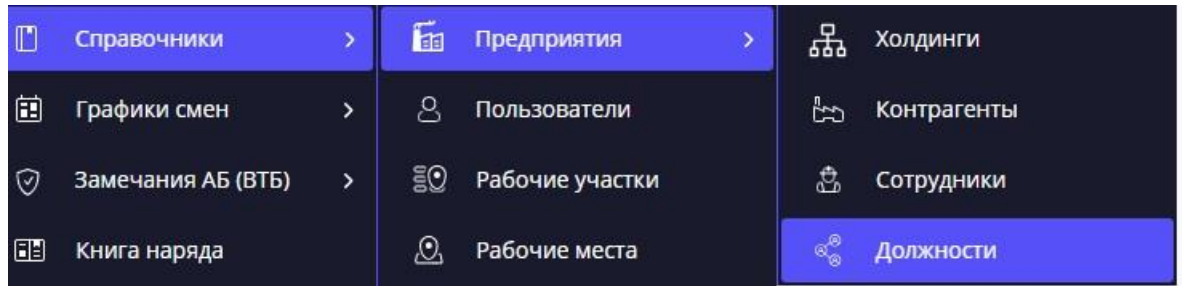 Справочники
Графики смен
Замечания АБ (ВТБ)
Книга наряда
Предприятия
Пользователи
Рабочие участки
Рабочие места
Холдинги
Контрагенты
Сотрудники
Должности